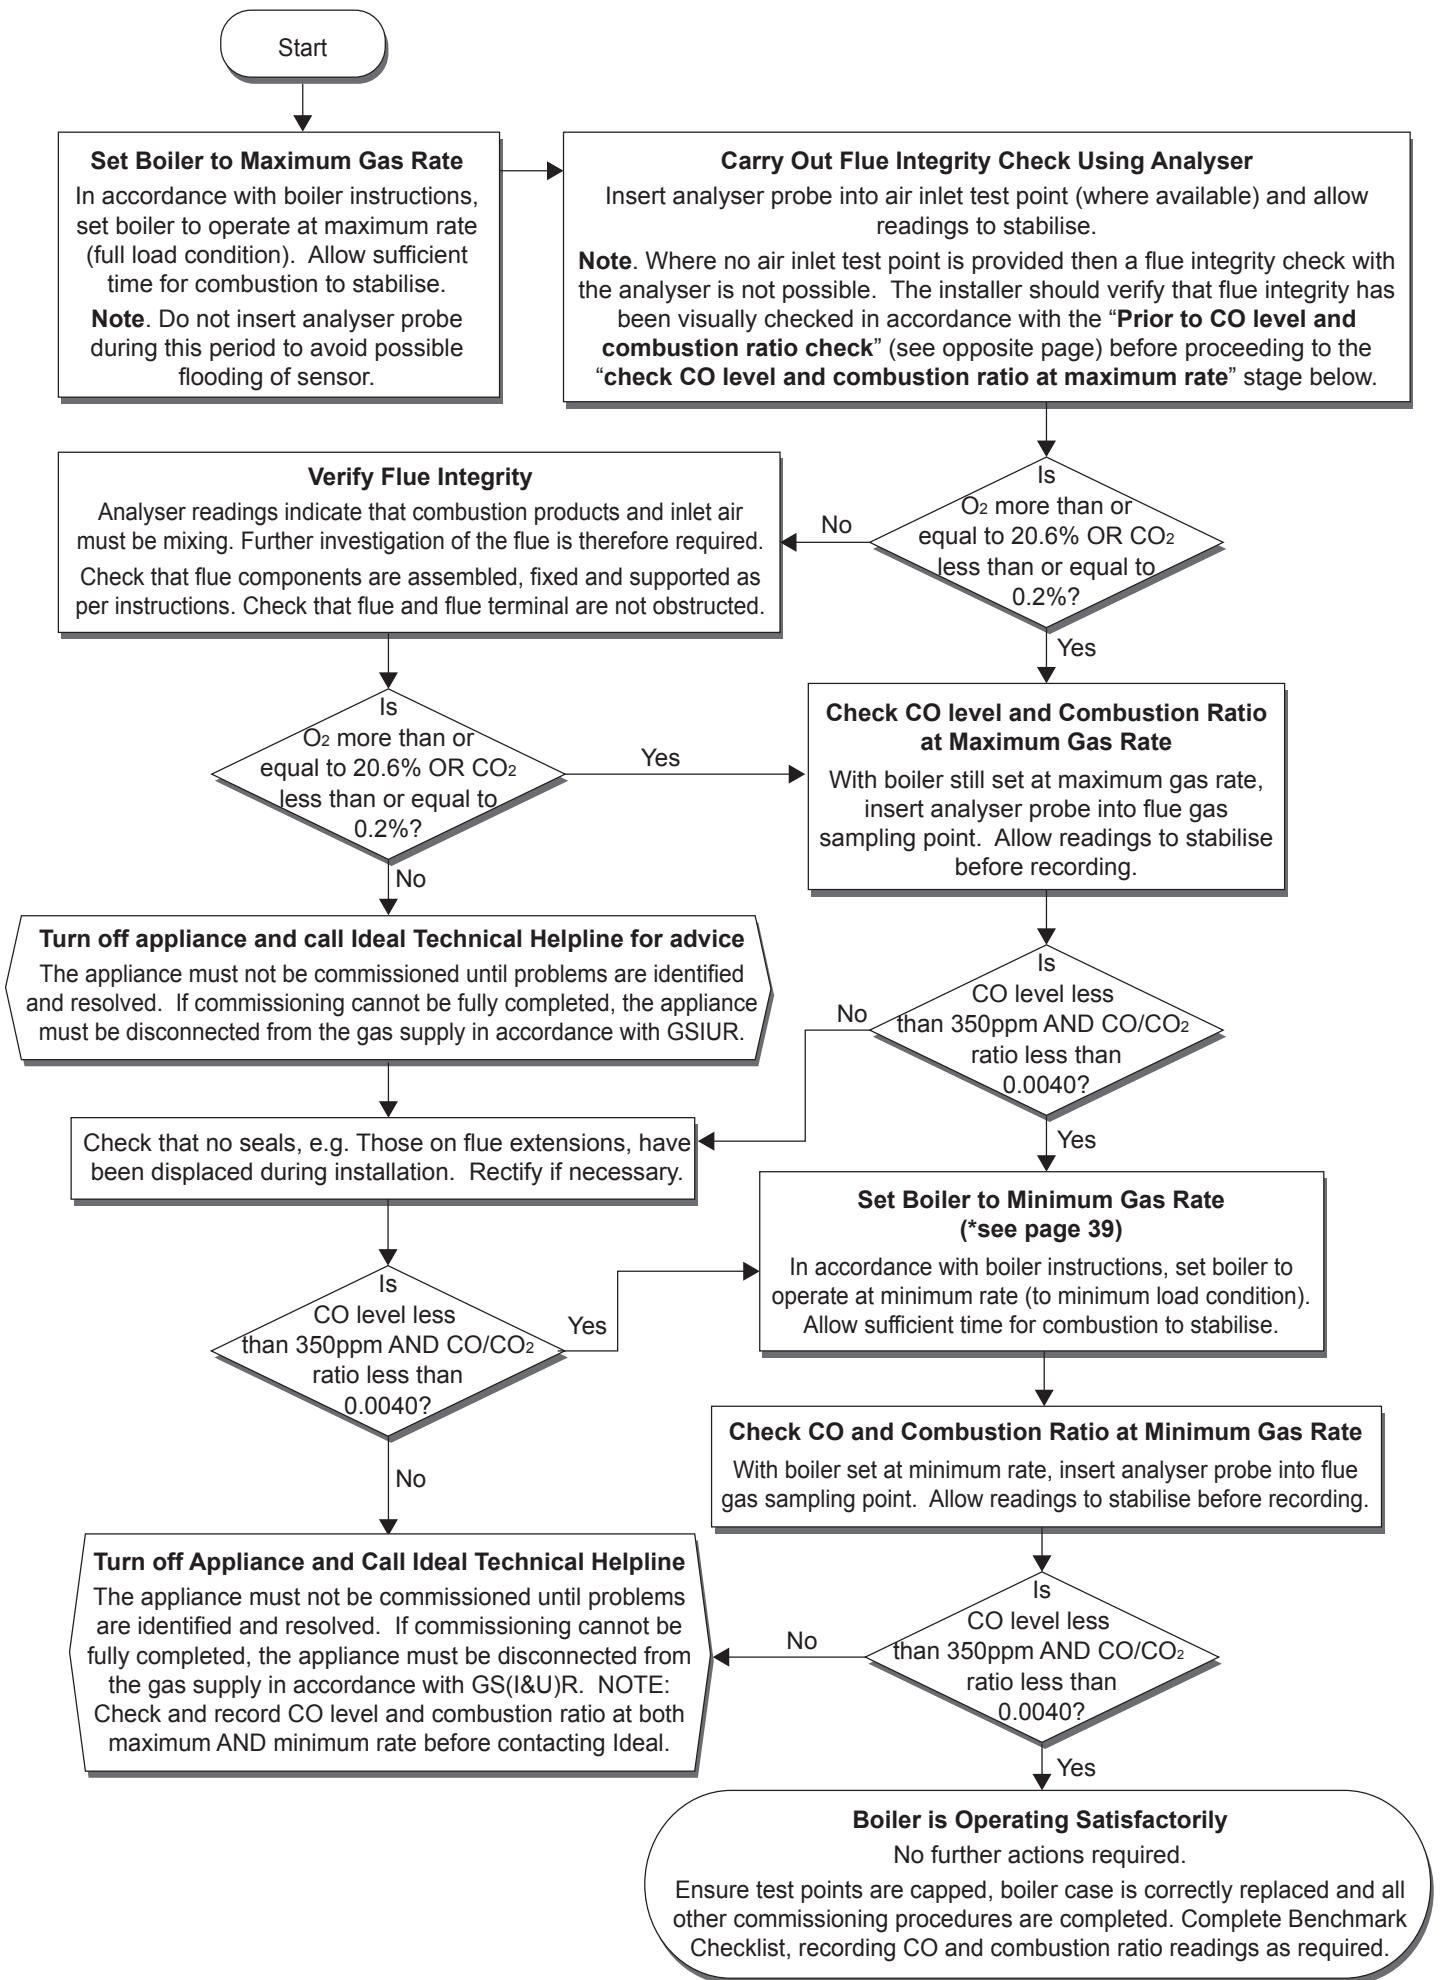 Start
Set Boiler to Maximum Gas Rate
In accordance with boiler instructions,
set boiler to operate at maximum rate
(full load condition).  Allow sufficient
time for combustion to stabilise.
Note. Do not insert analyser probe
during this period to avoid possible
flooding of sensor.
Carry Out Flue Integrity Check Using Analyser
Insert analyser probe into air inlet test point (where available) and allow
readings to stabilise.
Note. Where no air inlet test point is provided then a flue integrity check with
the analyser is not possible.  The installer should verify that flue integrity has
been visually checked in accordance with the “Prior to CO level and
combustion ratio check” (see opposite page) before proceeding to the
“check CO level and combustion ratio at maximum rate” stage below.
Is
O2 more than or
equal to 20.6% OR CO2
less than or equal to
0.2%?
No
Yes
Verify Flue Integrity
Analyser readings indicate that combustion products and inlet air
must be mixing. Further investigation of the flue is therefore required.
Check that flue components are assembled, fixed and supported as
per instructions. Check that flue and flue terminal are not obstructed.
Is
O2 more than or
equal to 20.6% OR CO2
less than or equal to
0.2%?
Yes
No
Check CO level and Combustion Ratio
at Maximum Gas Rate
With boiler still set at maximum gas rate,
insert analyser probe into flue gas
sampling point.  Allow readings to stabilise
before recording.
Turn off appliance and call Ideal Technical Helpline for advice
The appliance must not be commissioned until problems are identified
and resolved.  If commissioning cannot be fully completed, the appliance
must be disconnected from the gas supply in accordance with GSIUR.
Is
CO level less
than 350ppm AND CO/CO2
ratio less than
0.0040?
No
Yes
Check that no seals, e.g. Those on flue extensions, have
been displaced during installation.  Rectify if necessary.
Set Boiler to Minimum Gas Rate
(*see page 39)
In accordance with boiler instructions, set boiler to
operate at minimum rate (to minimum load condition).
Allow sufficient time for combustion to stabilise.
Is
CO level less
than 350ppm AND CO/CO2
ratio less than
0.0040?
Yes
No
Check CO and Combustion Ratio at Minimum Gas Rate
With boiler set at minimum rate, insert analyser probe into flue
gas sampling point.  Allow readings to stabilise before recording.
Turn off Appliance and Call Ideal Technical Helpline
The appliance must not be commissioned until problems
are identified and resolved.  If commissioning cannot be
fully completed, the appliance must be disconnected from
the gas supply in accordance with GS(I&U)R.  NOTE:
Check and record CO level and combustion ratio at both
maximum AND minimum rate before contacting Ideal.
Is
CO level less
than 350ppm AND CO/CO2
ratio less than
0.0040?
No
Yes
Boiler is Operating Satisfactorily
No further actions required.
Ensure test points are capped, boiler case is correctly replaced and all
other commissioning procedures are completed. Complete Benchmark
Checklist, recording CO and combustion ratio readings as required.